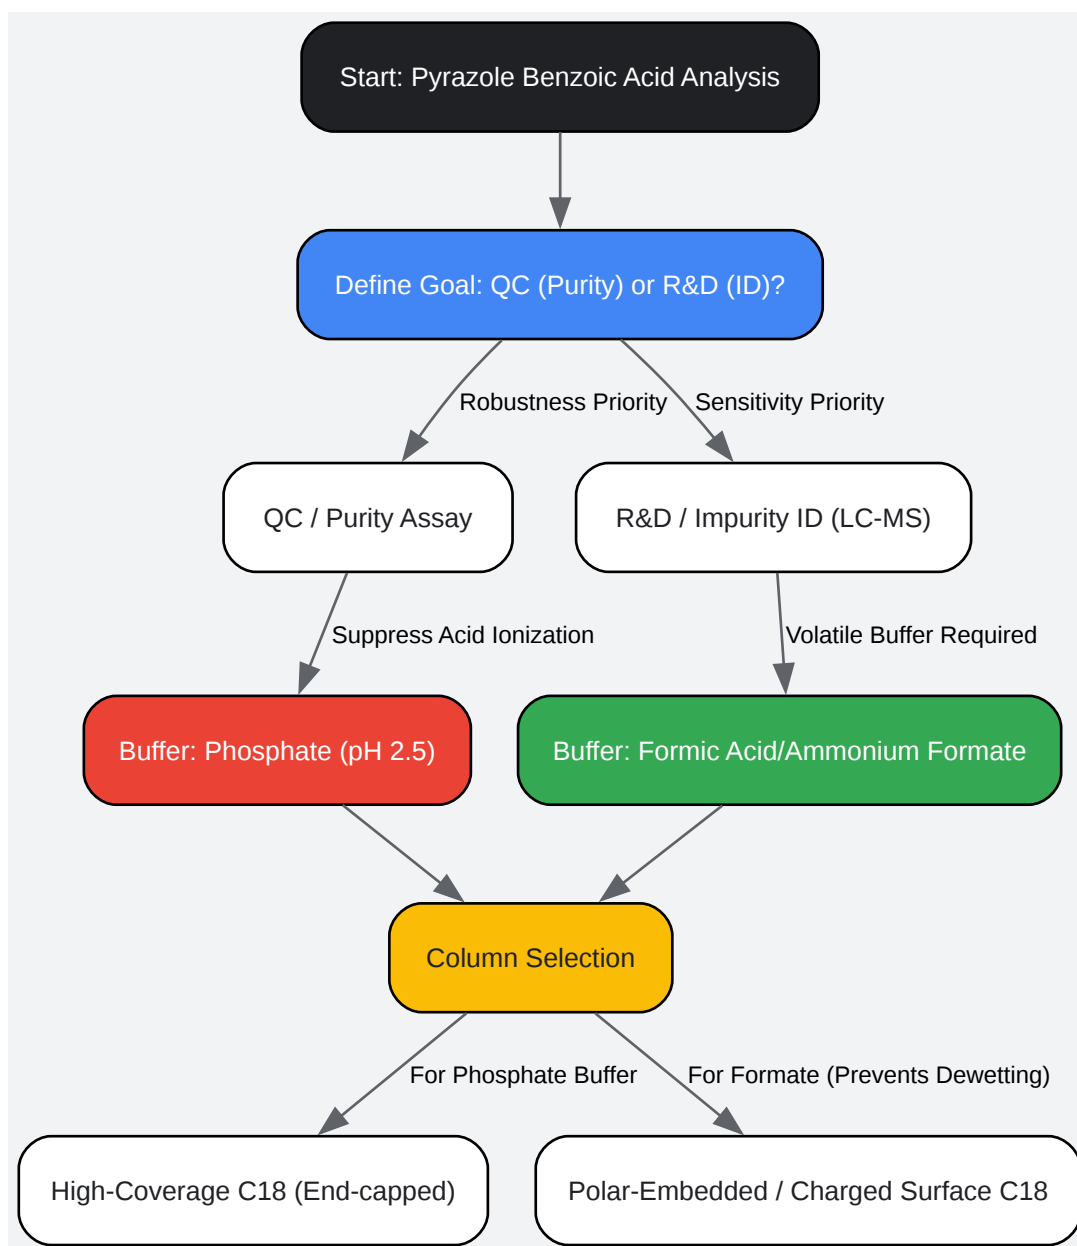 Start: Pyrazole Benzoic Acid Analysis
Define Goal: QC (Purity) or R&D (ID)?
Robustness Priority
Sensitivity Priority
QC / Purity Assay
R&D / Impurity ID (LC-MS)
Suppress Acid Ionization
Volatile Buffer Required
Buffer: Phosphate (pH 2.5)
Buffer: Formic Acid/Ammonium Formate
Column Selection
For Phosphate Buffer
For Formate (Prevents Dewetting)
High-Coverage C18 (End-capped)
Polar-Embedded / Charged Surface C18